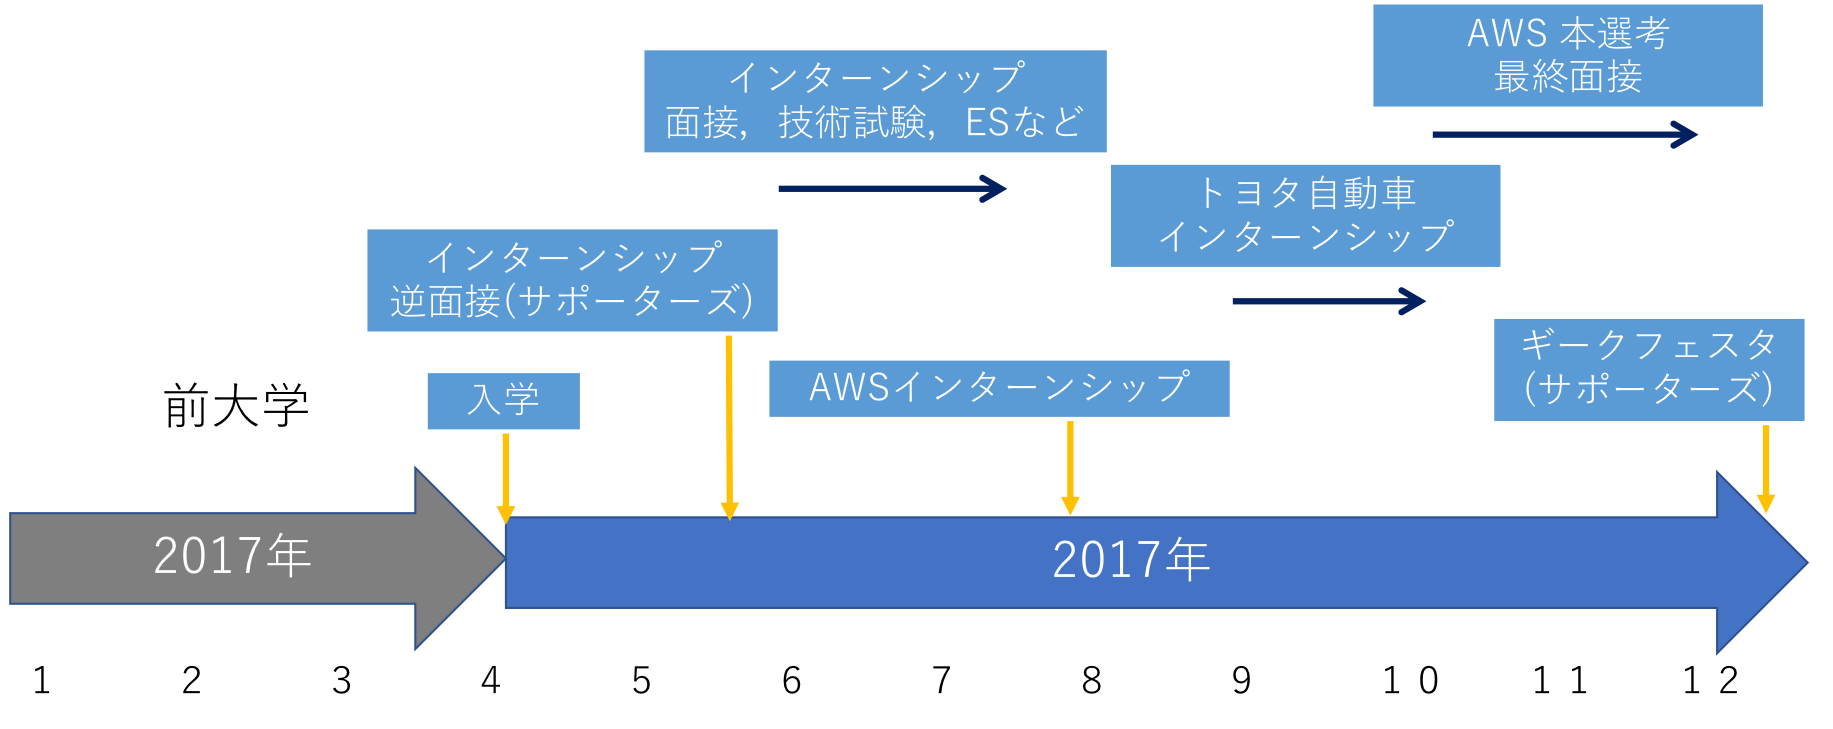 AWS 本選考
最終面接
インターンシップ
面接，技術試験，ESなど
トヨタ自動車
インターンシップ
インターンシップ
逆面接(サポーターズ)
ギークフェスタ
(サポーターズ)
AWSインターンシップ
入学
前大学
2017年
2017年
1 2 3 4 5 6 7 8 9 １０ １１ １２